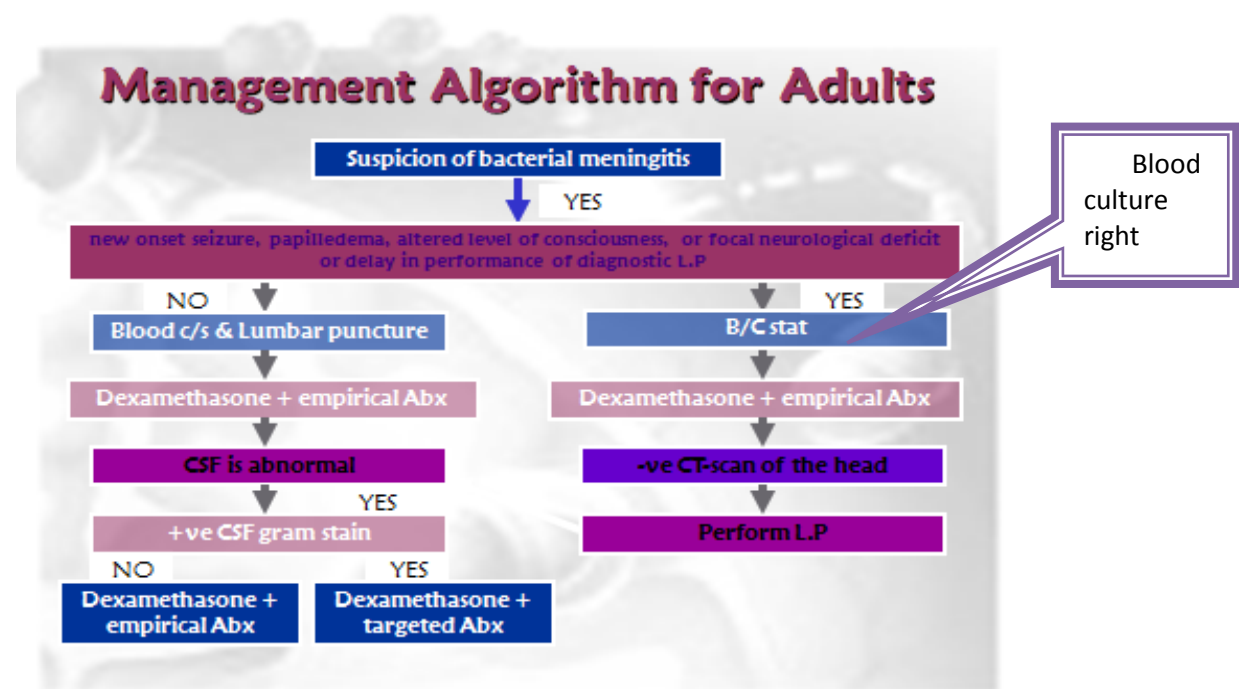 Management Algorithm for Adults
Suspicion of bacterial meningitis
YES
new onset seizure, papilledema, altered level of consciousness, or focal neurological deficit
or delay in performance of diagnostic L.P
NO
Blood c/s & Lumbar puncture
Dexamethasone + empirical Abx
CSF is abnormal
YES
+ve CSF gram stain
NO
YES
Dexamethasone +
empirical Abx
Dexamethasone +
targeted Abx
YES
B/C stat
Dexamethasone + empirical Abx
-ve CT-scan of the head
Perform L.P
Blood
culture
right